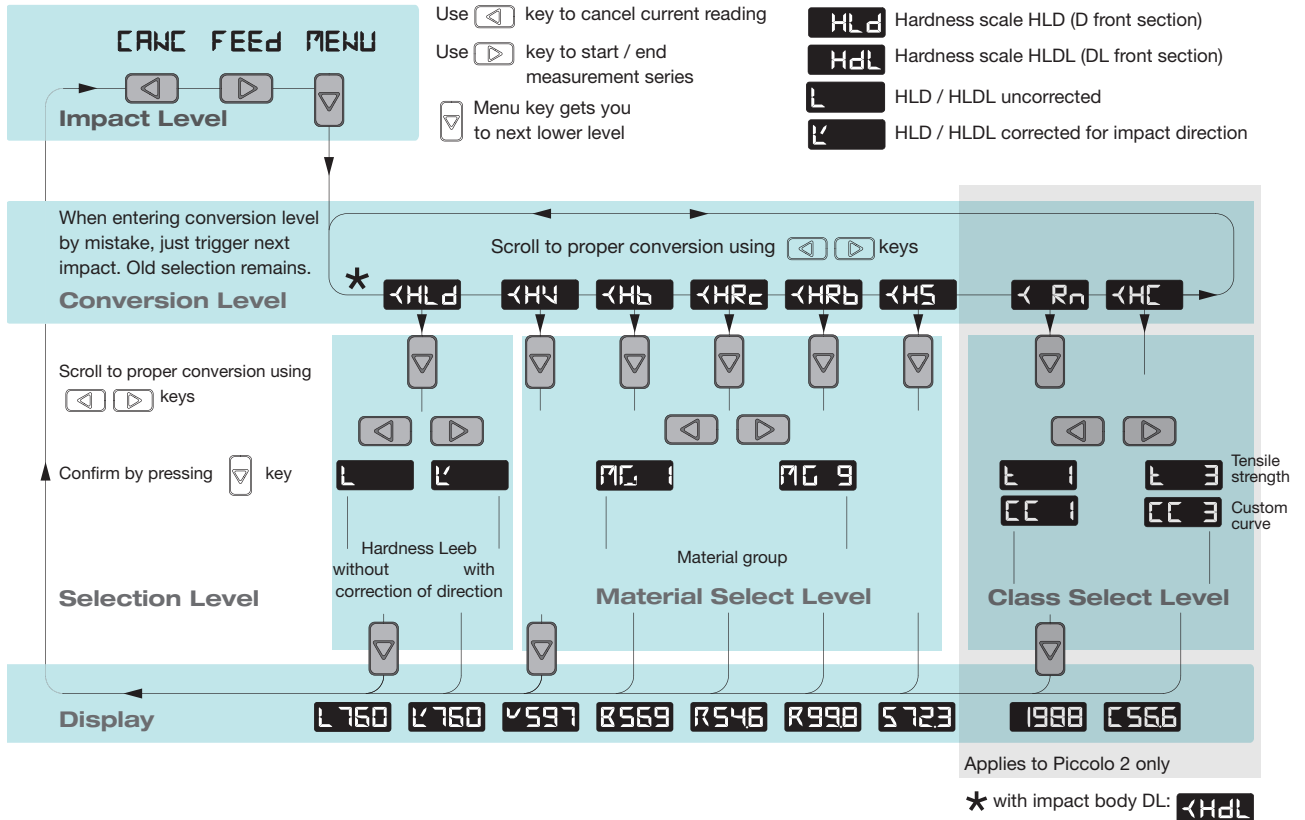 CANC FEEd MENU
Impact Level
Use key to cancel current reading
Use key to start / end
measurement series
Menu key gets you
to next lower level
HLd Hardness scale HLD (D front section)
HdL Hardness scale HLDL (DL front section)
L HLD / HLDL uncorrected
L' HLD / HLDL corrected for impact direction
When entering conversion level
by mistake, just trigger next
impact. Old selection remains.
Conversion Level
Scroll to proper conversion using keys
* <HLd <HV <Hb <HRc <HRb <HS < Rn <HC
Scroll to proper conversion using
keys
Confirm by pressing key
Selection Level
L L'
Hardness Leeb
without with
correction of direction
MG 1 MG 9
Material group
Material Select Level
t 1 t 3 Tensile
strength
CC 1 CC 3 Custom
curve
Class Select Level
Display
L 760 L'760 V597 B569 R54.6 R99.8 S 72.3 1988 C56.6
Applies to Piccolo 2 only
* with impact body DL: <HdL